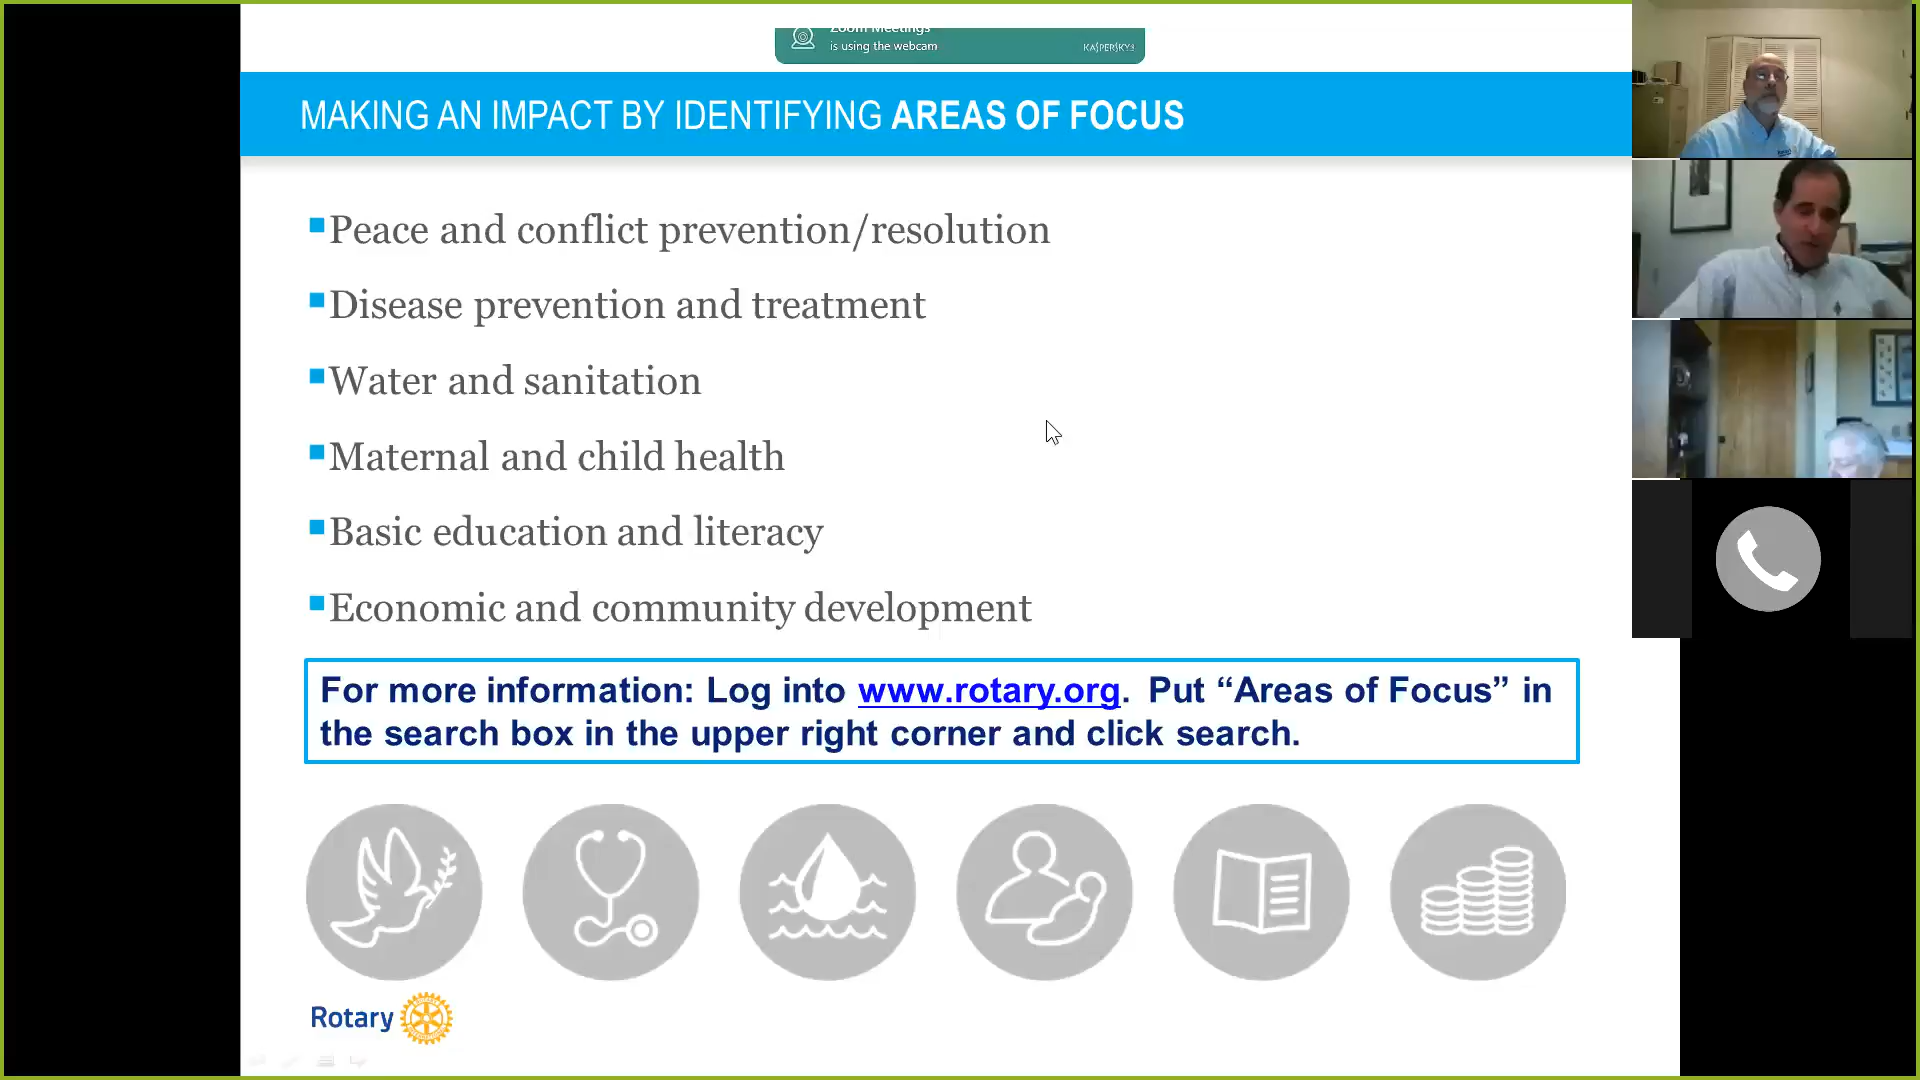 Zoom Meetings
is using the webcam
KASPERSKY
MAKING AN IMPACT BY IDENTIFYING AREAS OF FOCUS
Peace and conflict prevention/resolution
Disease prevention and treatment
Water and sanitation
Maternal and child health
Basic education and literacy
Economic and community development
For more information: Log into www.rotary.org. Put “Areas of Focus” in
the search box in the upper right corner and click search.
Rotary